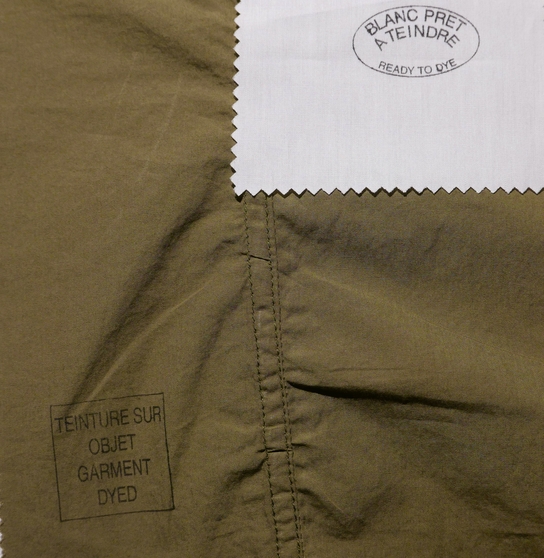 BLANC PRET
A TEINDRE
READY TO DYE
TEINTURE SUR
OBJET
GARMENT
DYED